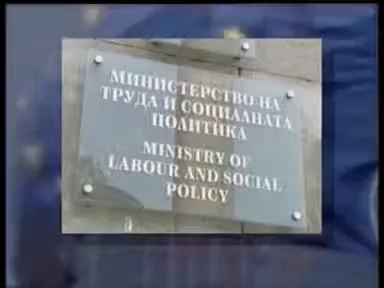 МИНИСТЕРСТВО НА
ТРУДА И СОЦИАЛНАТА
ПОЛИТИКА
MINISTRY OF
LABOUR AND SOCIAL
POLICY